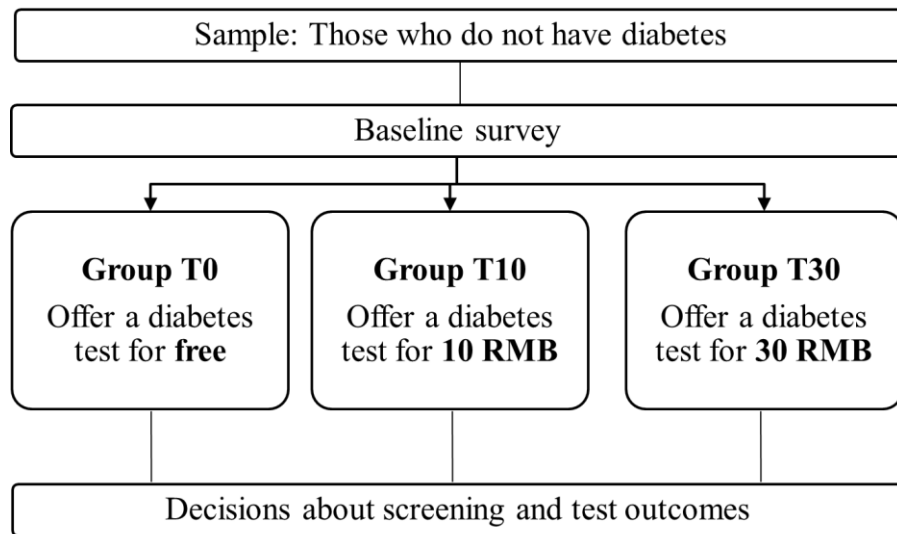 Sample: Those who do not have diabetes
Baseline survey
Group T0
Offer a diabetes
test for free
Group T10
Offer a diabetes
test for 10 RMB
Group T30
Offer a diabetes
test for 30 RMB
Decisions about screening and test outcomes